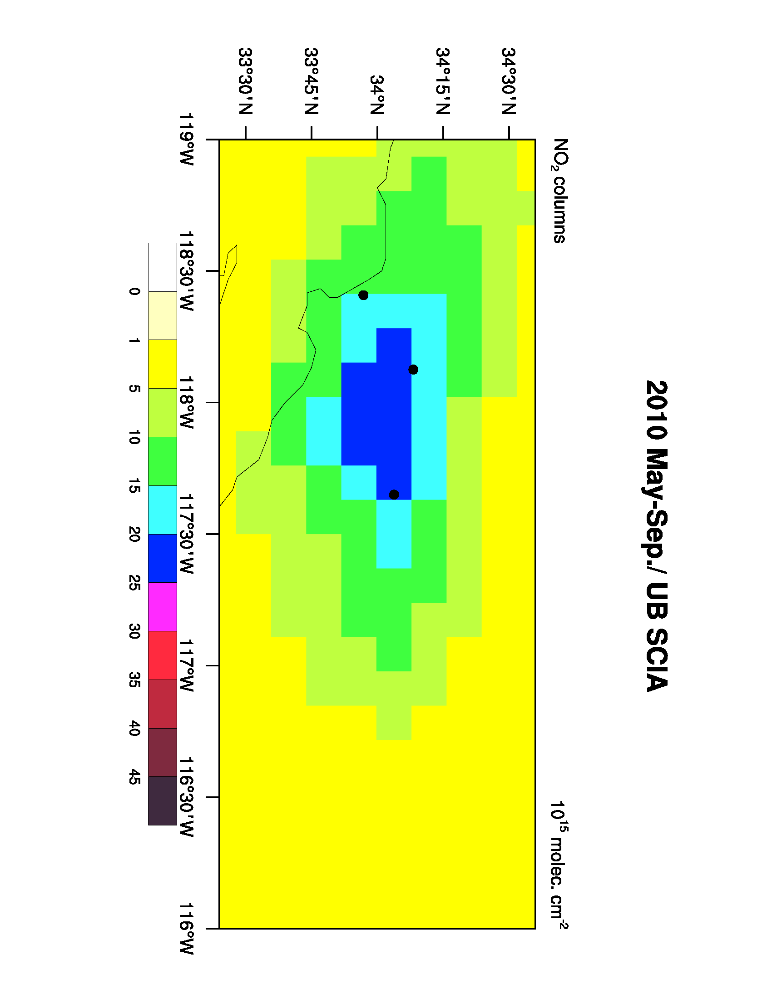 2010 May-Sep./ UB SCIA
NO₂ columns 10¹⁵ molec. cm⁻²
34°30'N
34°15'N
34°N
33°45'N
33°30'N
119°W 118°30'W 118°W 117°30'W 117°W 116°30'W 116°W
0 1 5 10 15 20 25 30 35 40 45